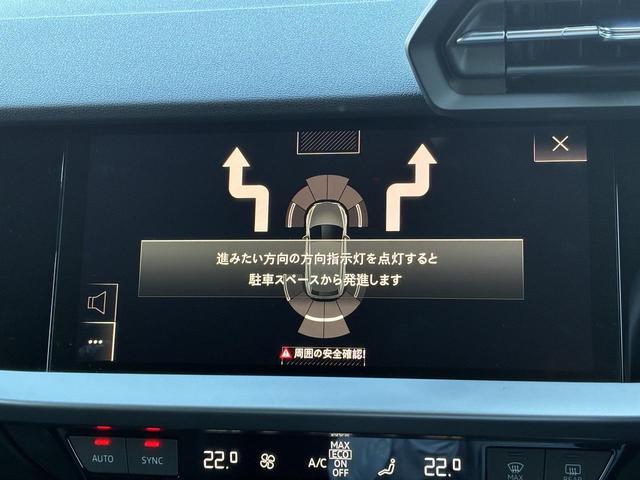 進みたい方向の方向指示灯を点灯すると
駐車スペースから発進します
周囲の安全確認!
AUTO
SYNC
22.0
A/C
MAX
ECO
ON
OFF
22.0
MAX
REAR